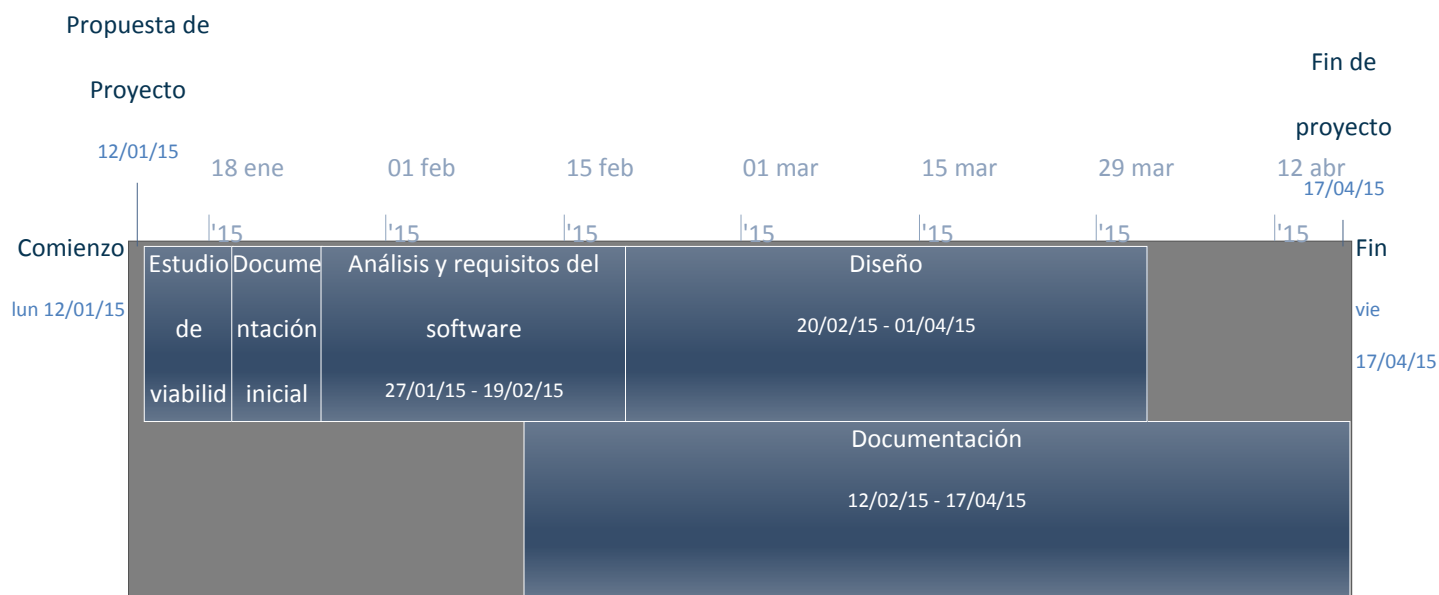 Propuesta de
Proyecto
12/01/15
Fin de
proyecto
17/04/15
18 ene
'15
01 feb
'15
15 feb
'15
01 mar
'15
15 mar
'15
29 mar
'15
12 abr
'15
Comienzo
lun 12/01/15
Estudio
de
viabilid
Docume
ntación
inicial
Análisis y requisitos del
software
27/01/15 - 19/02/15
Diseño
20/02/15 - 01/04/15
Documentación
12/02/15 - 17/04/15
Fin
vie
17/04/15